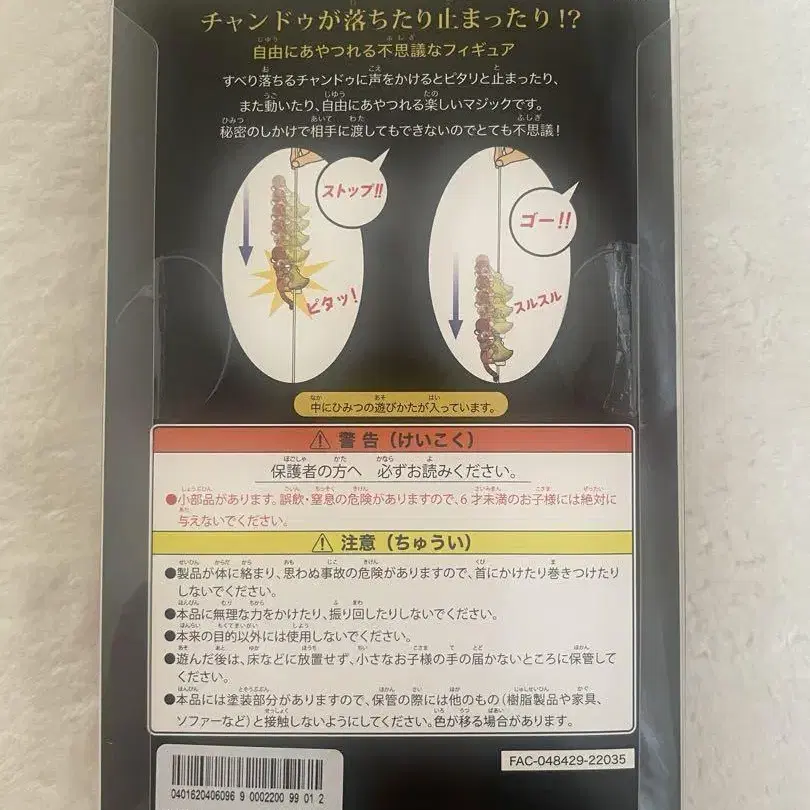 チャンドゥが落ちたり止まったり!?
自由にあやつれる不思議なフィギュア
すべり落ちるチャンドゥに声をかけるとピタリと止まったり、
また動いたり、自由にあやつれる楽しいマジックです。
秘密のしかけで相手に渡してもできないのでとても不思議!
ストップ!!
ピタッ!
ゴー!!
スルスル
中にひみつの遊びかたが入っています。
警告(けいこく)
保護者の方へ 必ずお読みください。
●小部品があります。誤飲・窒息の危険がありますので、6才未満のお子様には絶対に
与えないでください。
注意(ちゅうい)
●製品が体に絡まり、思わぬ事故の危険がありますので、首にかけたり巻きつけたり
しないでください。
●本品に無理な力をかけたり、振り回したりしないでください。
●本来の目的以外には使用しないでください。
●遊んだ後は、床などに放置せず、小さなお子様の手の届かないところに保管して
ください。
●本品には塗装部分がありますので、保管の際には他のもの(樹脂製品や家具、
ソファーなど)と接触しないようにしてください。色が移る場合があります。
FAC-048429-22035
0401620406096 9 0002200 99 01 2